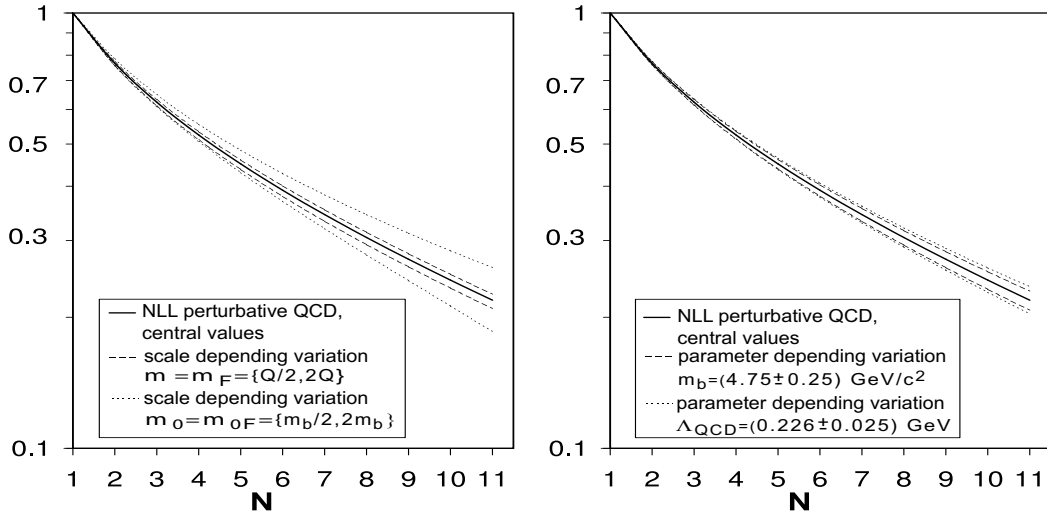 1
0.7
0.5
0.3
0.1
1 2 3 4 5 6 7 8 9 10 11
N
NLL perturbative QCD,
central values
scale depending variation
m = m F = {Q/2,2Q}
scale depending variation
m 0 = m 0F = {m_b/2,2m_b}
1
0.7
0.5
0.3
0.1
1 2 3 4 5 6 7 8 9 10 11
N
NLL perturbative QCD,
central values
parameter depending variation
m_b=(4.75±0.25) GeV/c²
parameter depending variation
Λ_QCD=(0.226±0.025) GeV